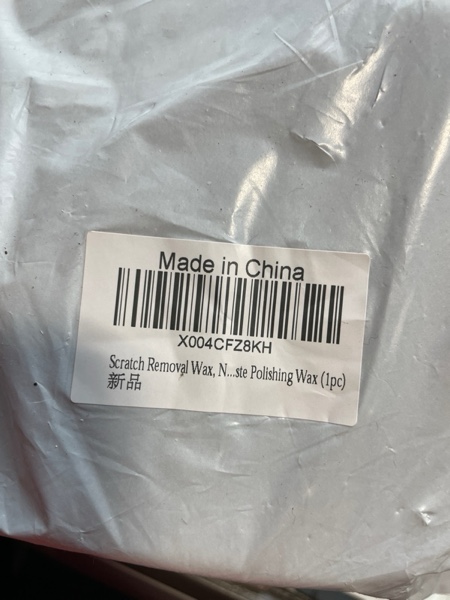 Made in China
X004CFZ8KH
Scratch Removal Wax, N...ste Polishing Wax (1pc)
新品